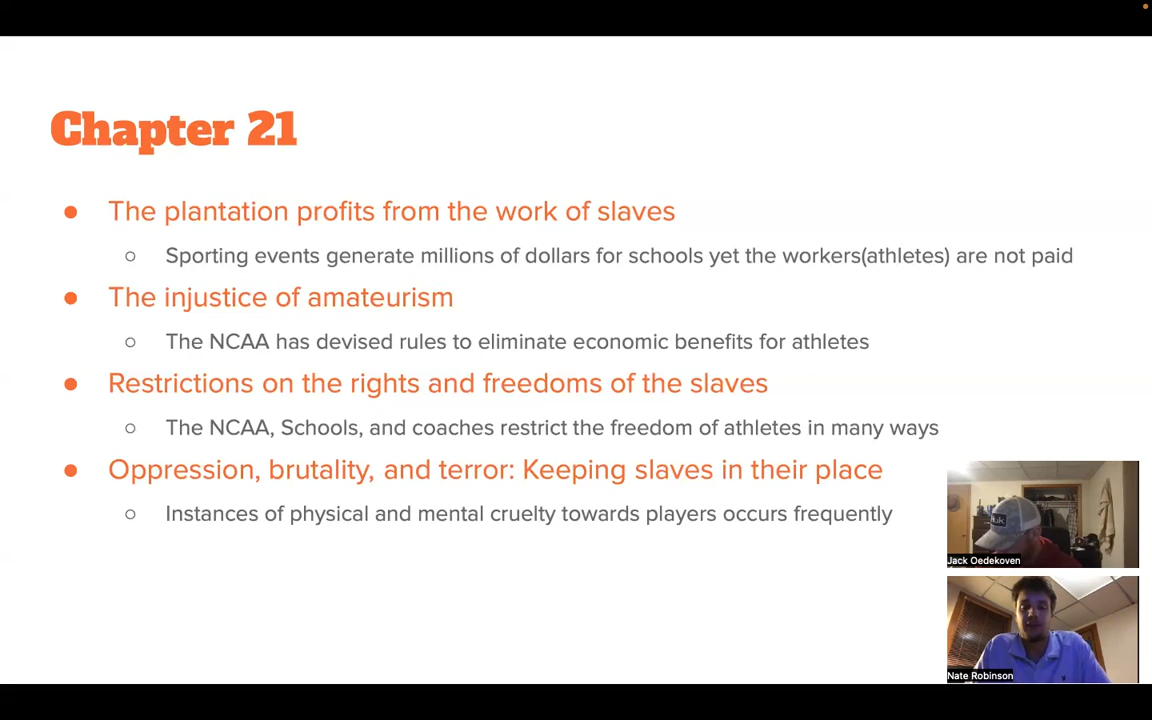 Chapter 21
● The plantation profits from the work of slaves
○ Sporting events generate millions of dollars for schools yet the workers(athletes) are not paid
● The injustice of amateurism
○ The NCAA has devised rules to eliminate economic benefits for athletes
● Restrictions on the rights and freedoms of the slaves
○ The NCAA, Schools, and coaches restrict the freedom of athletes in many ways
● Oppression, brutality, and terror: Keeping slaves in their place
○ Instances of physical and mental cruelty towards players occurs frequently
Jack Oedekoven
Nate Robinson